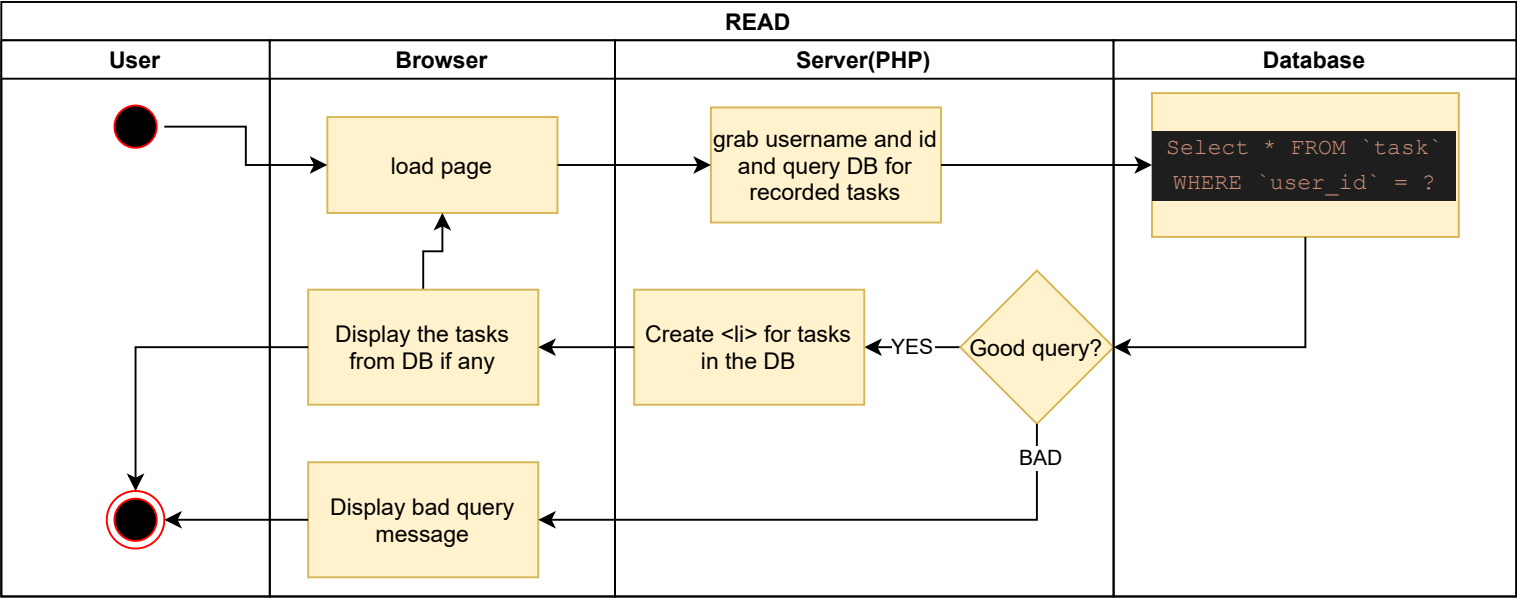 READ
User
Browser
Server(PHP)
Database
load page
grab username and id
and query DB for
recorded tasks
Select * FROM `task`
WHERE `user_id` = ?
Display the tasks
from DB if any
Create <li> for tasks
in the DB
YES
Good query?
BAD
Display bad query
message